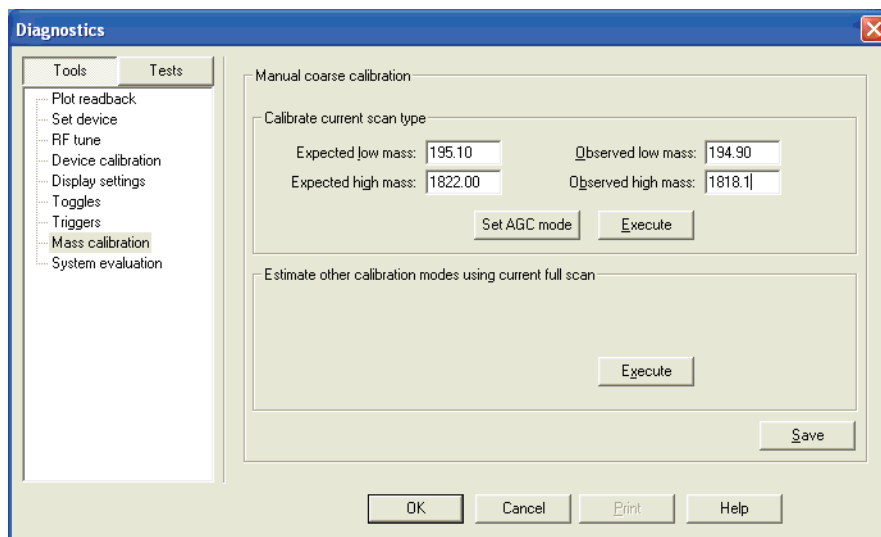 Diagnostics
Tools Tests
Plot readback
Set device
RF tune
Device calibration
Display settings
Toggles
Triggers
Mass calibration
System evaluation
Manual coarse calibration
Calibrate current scan type
Expected low mass: 195.10 Observed low mass: 194.90
Expected high mass: 1822.00 Observed high mass: 1818.1
Set AGC mode Execute
Estimate other calibration modes using current full scan
Execute
Save
OK Cancel Print Help